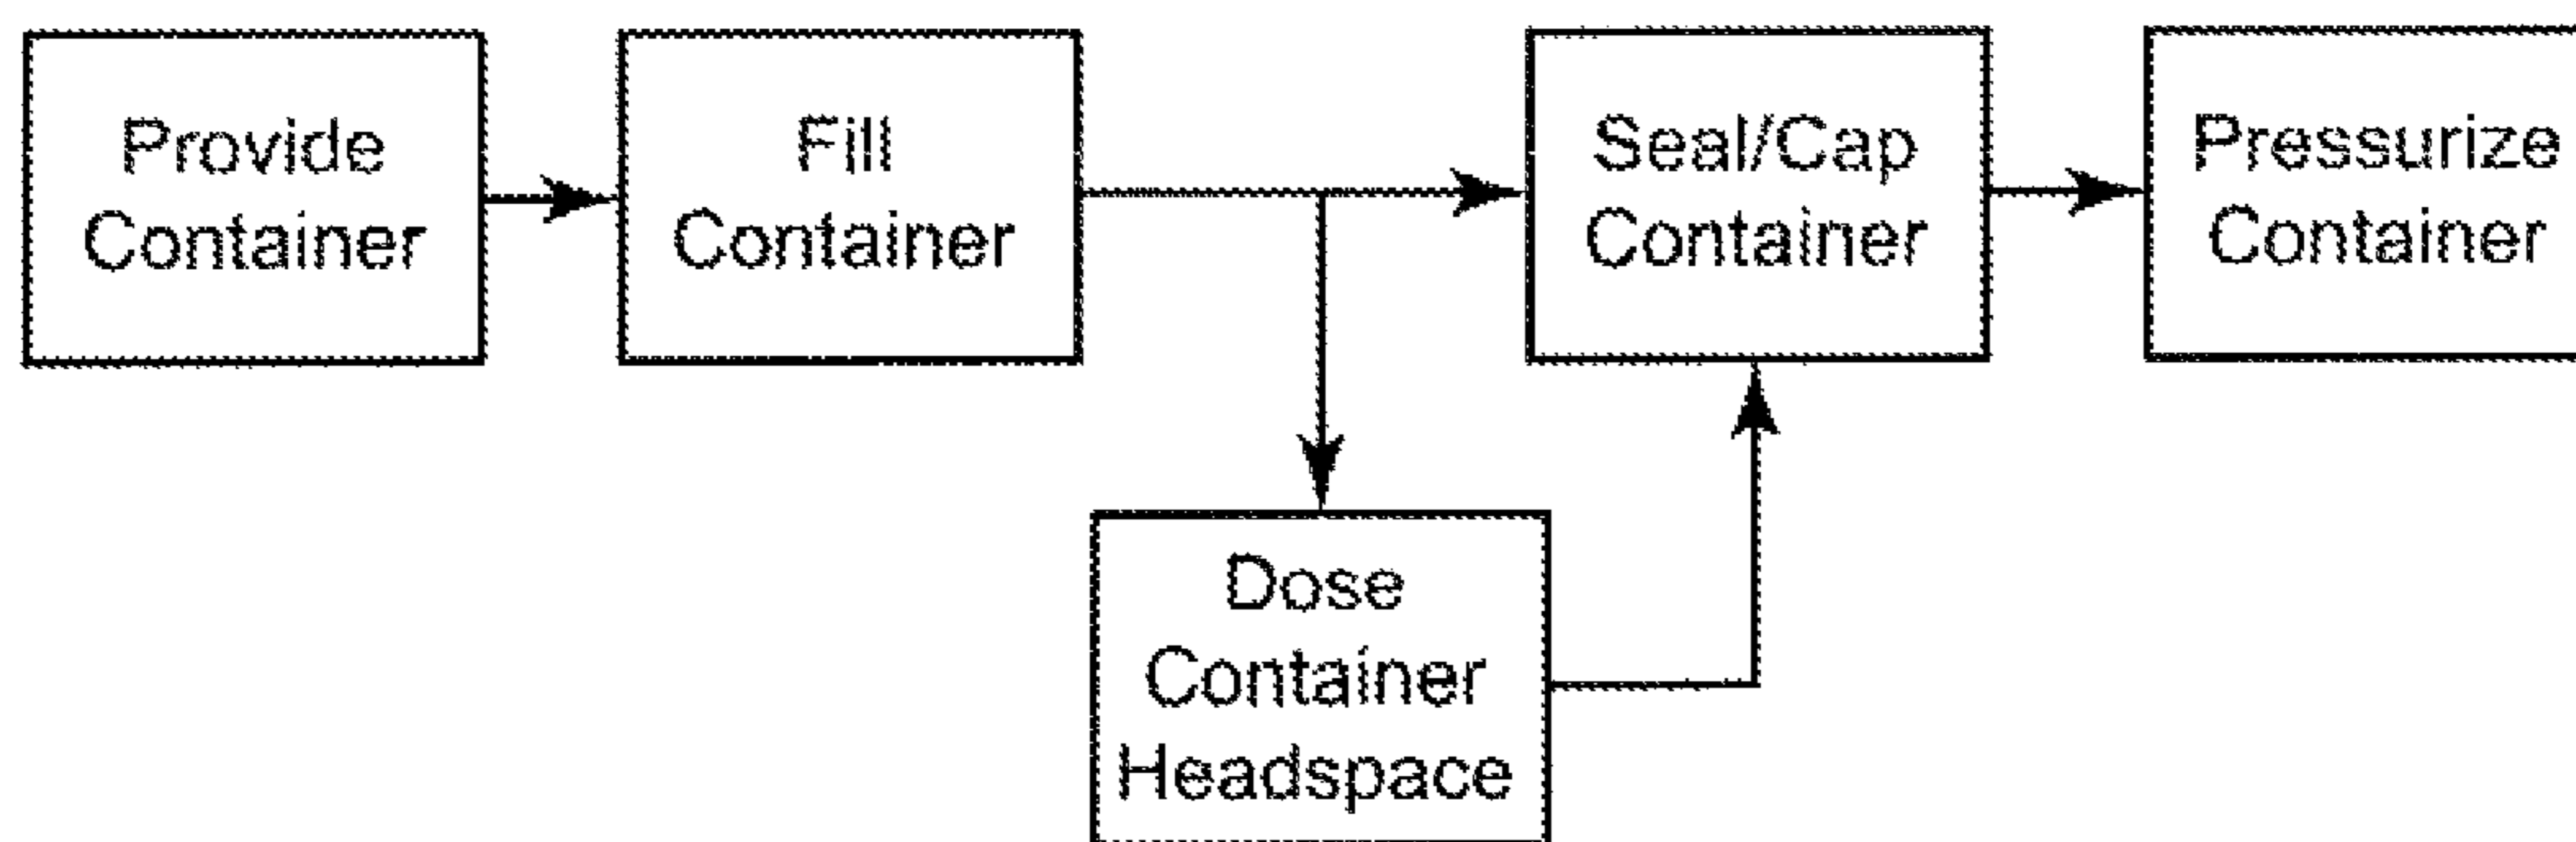 Provide
Container
Fill
Container
Seal/Cap
Container
Pressurize
Container
Dose
Container
Headspace